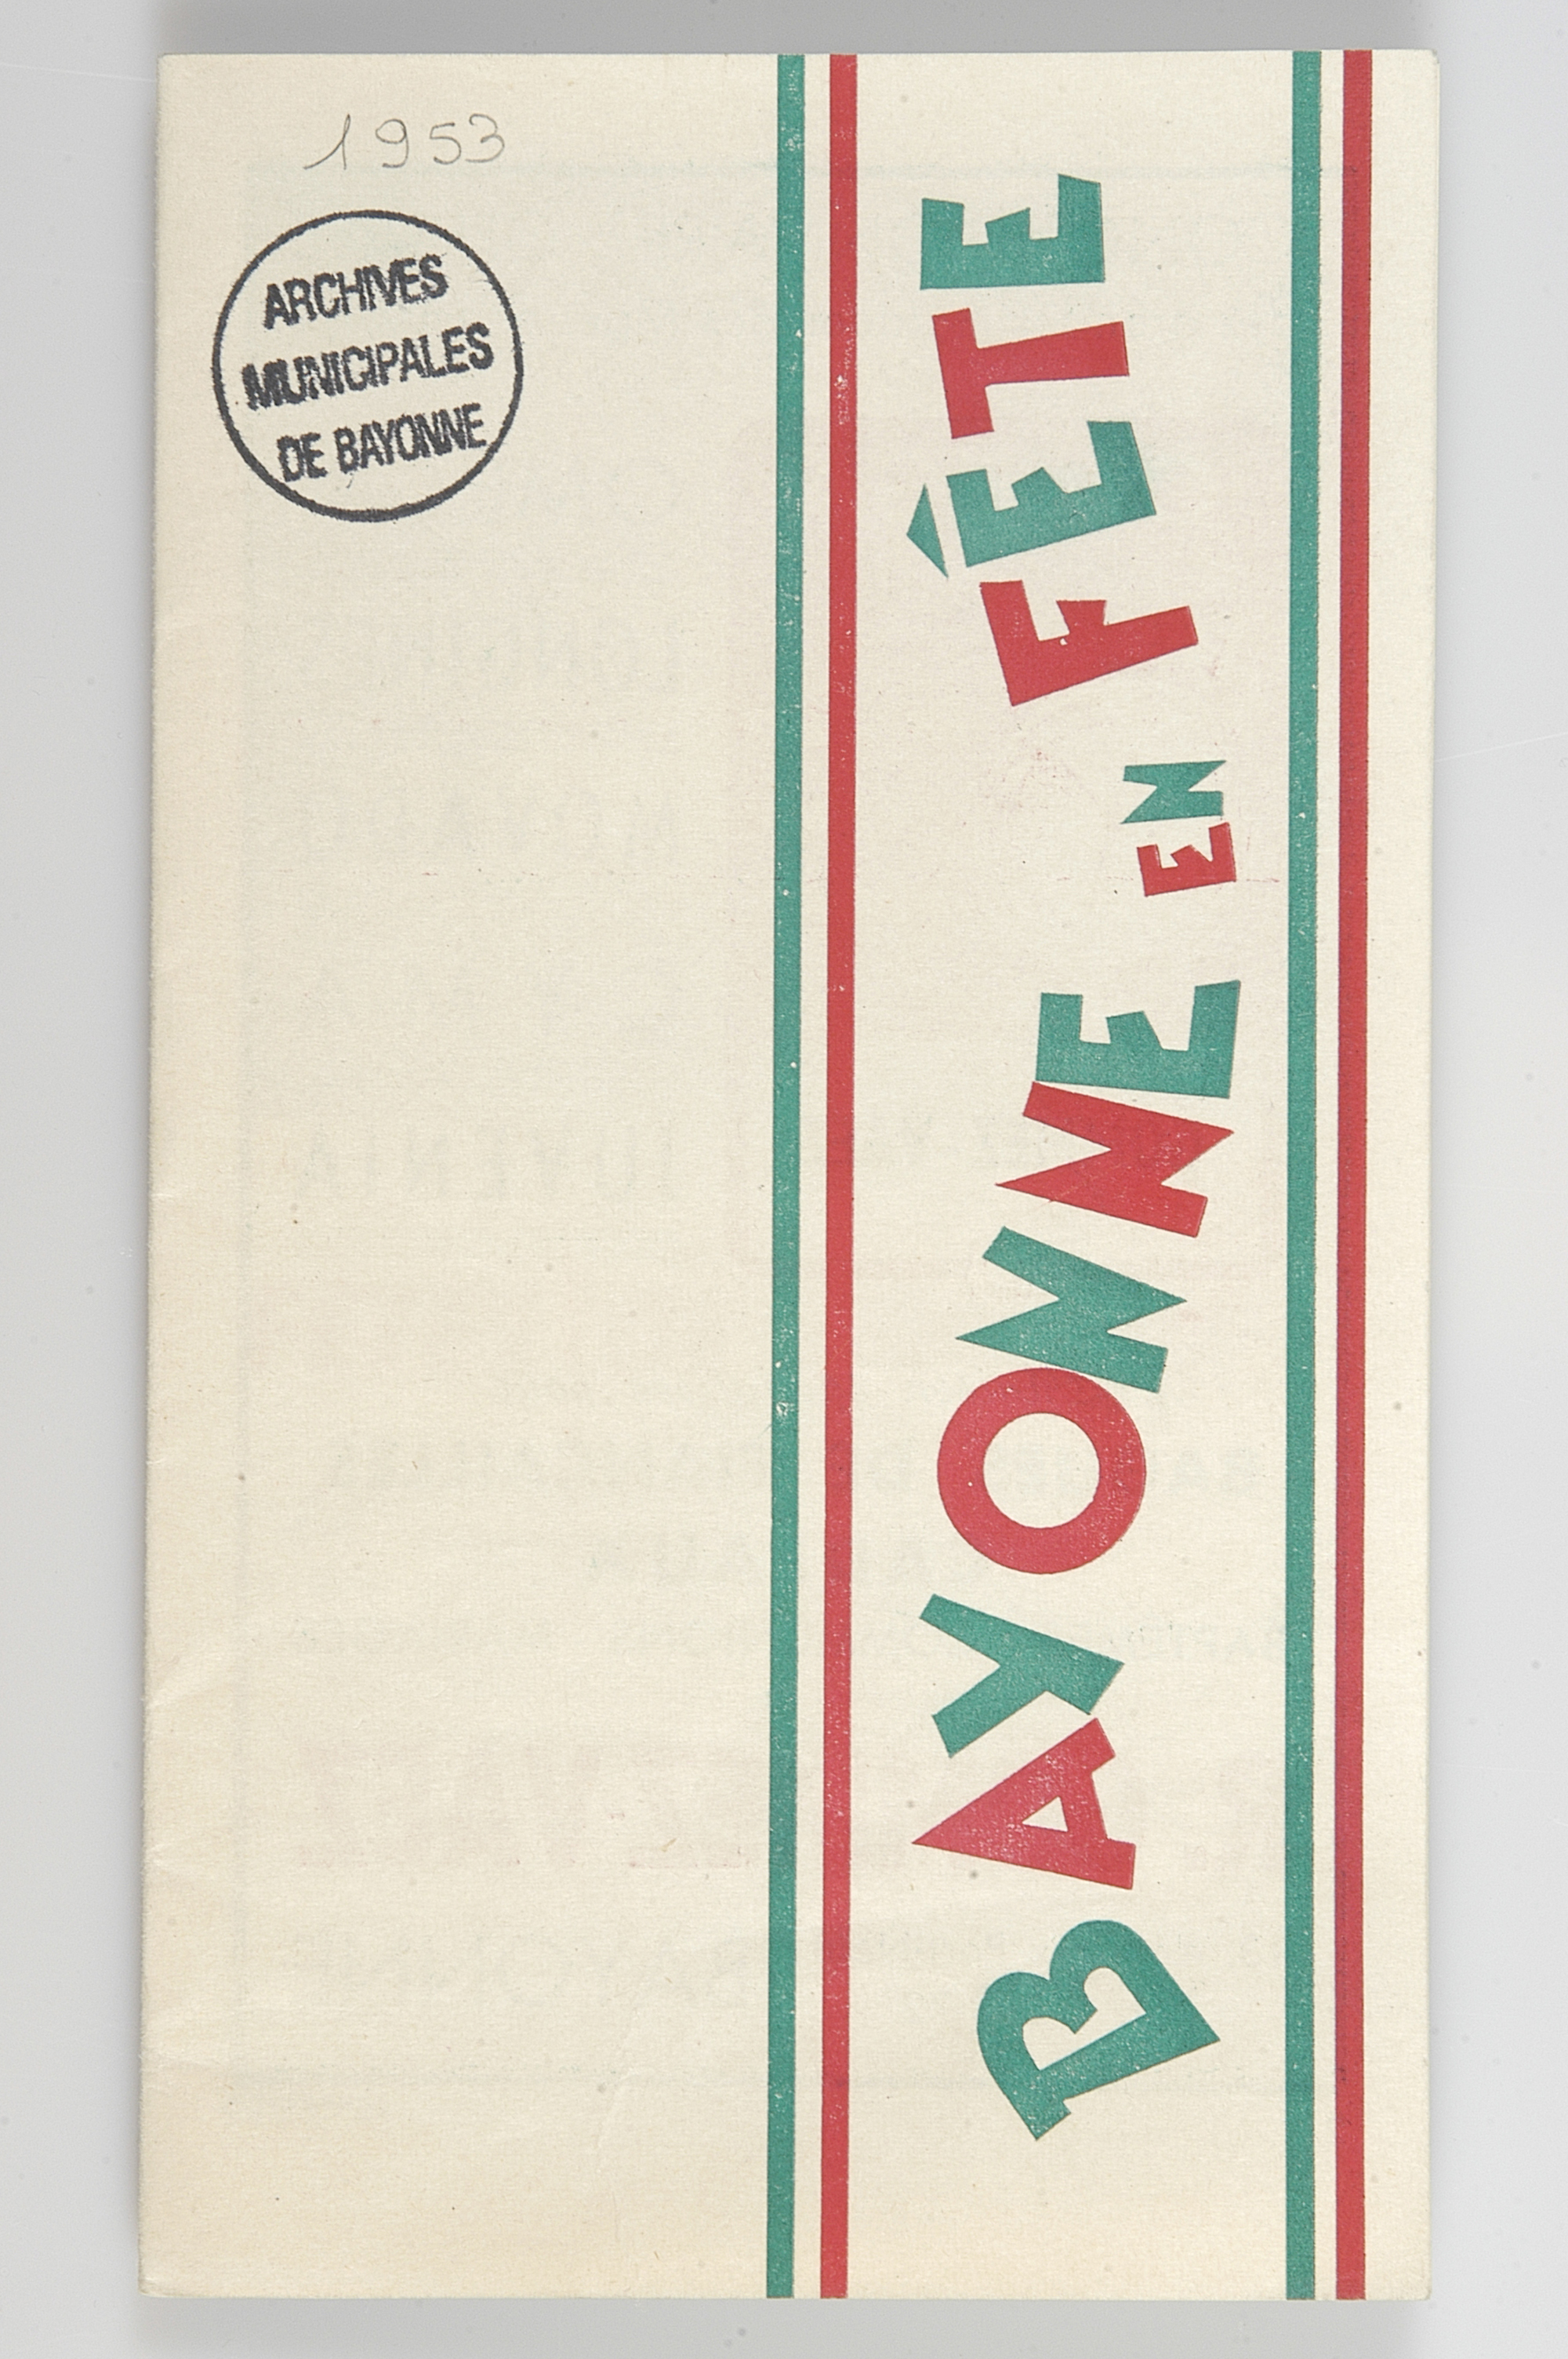 1953
ARCHIVES
MUNICIPALES
DE BAYONNE
BAYONNE EN FÊTE